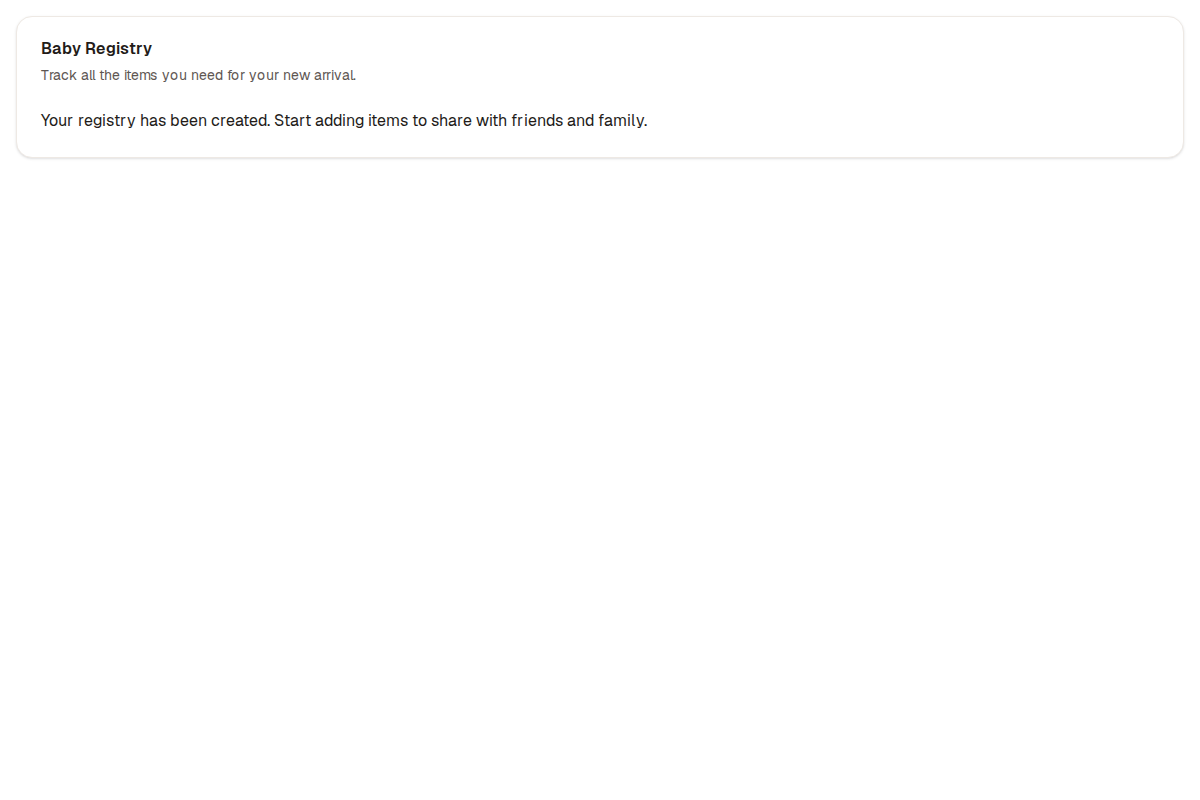 Baby Registry
Track all the items you need for your new arrival.
Your registry has been created. Start adding items to share with friends and family.